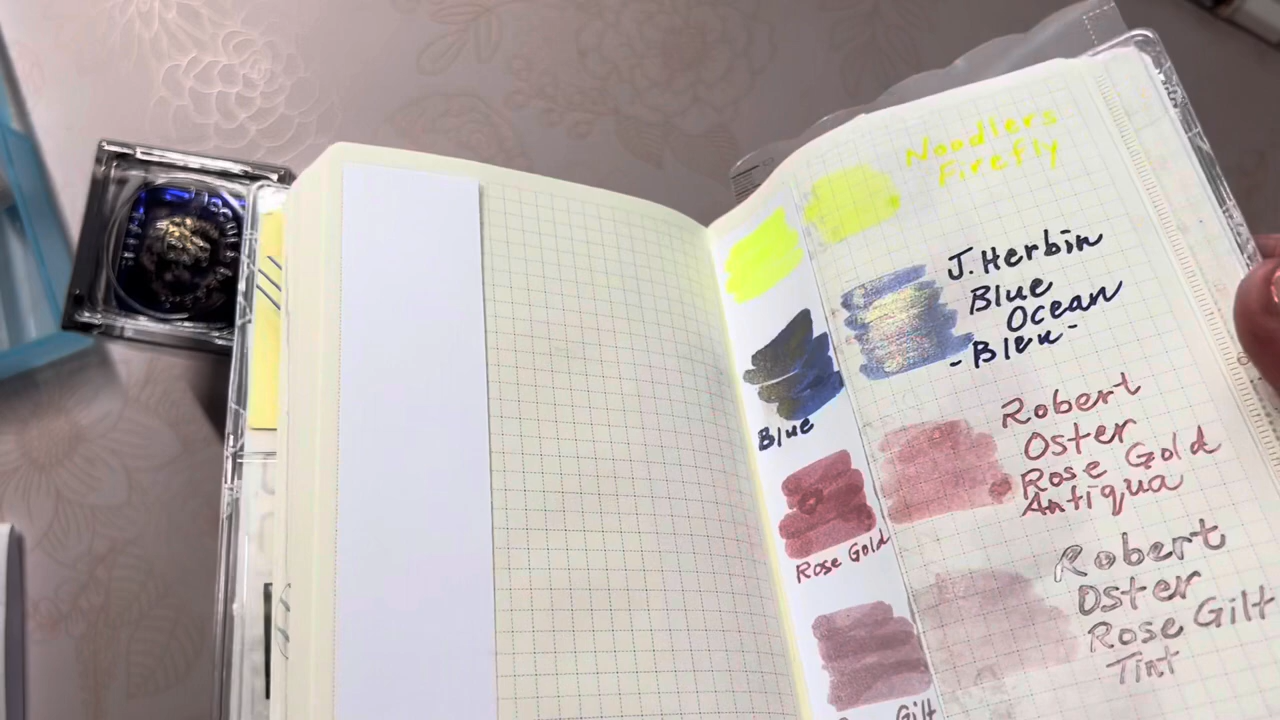 Noodlers
Firefly
J. Herbin
Blue
Ocean
- Bleu -
Blue
Robert
Oster
Rose Gold
Antiqua
Rose Gold
Robert
Oster
Rose Gilt
Tint
Gilt